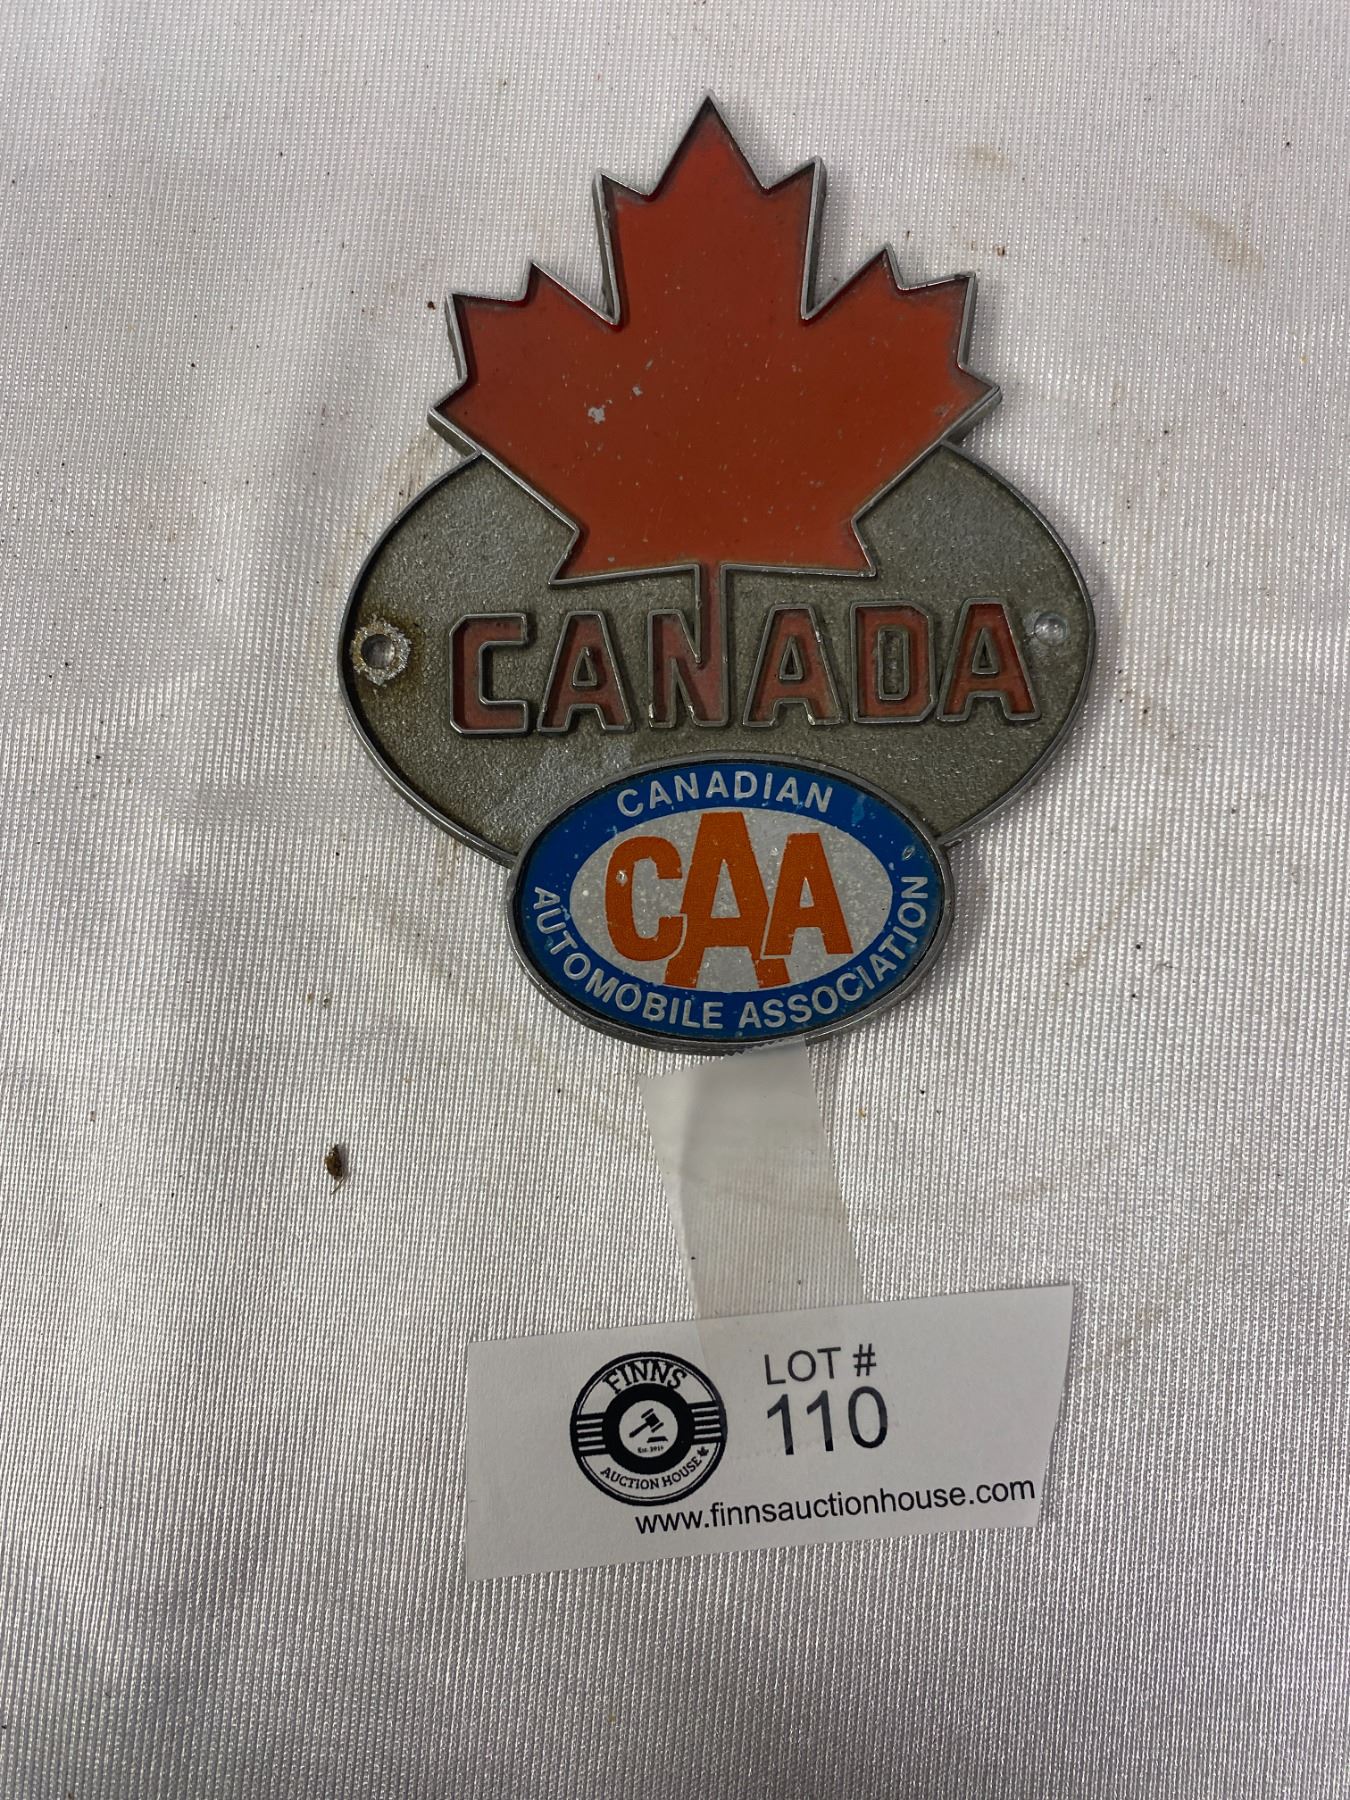 CANADA
CANADIAN
CAA
AUTOMOBILE ASSOCIATION
FINNS
AUCTION HOUSE
LOT #
110
www.finnsauctionhouse.com